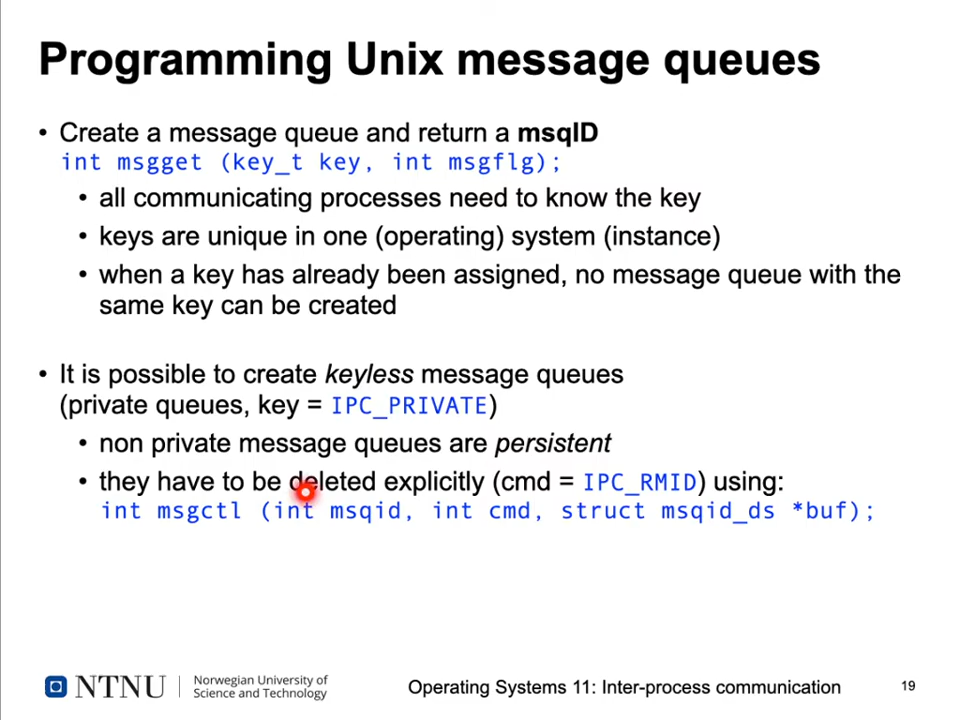 Programming Unix message queues
• Create a message queue and return a msqID
int msgget (key_t key, int msgflg);
• all communicating processes need to know the key
• keys are unique in one (operating) system (instance)
• when a key has already been assigned, no message queue with the
same key can be created
• It is possible to create keyless message queues
(private queues, key = IPC_PRIVATE)
• non private message queues are persistent
• they have to be deleted explicitly (cmd = IPC_RMID) using:
int msgctl (int msqid, int cmd, struct msqid_ds *buf);
NTNU
Norwegian University of
Science and Technology
Operating Systems 11: Inter-process communication
19